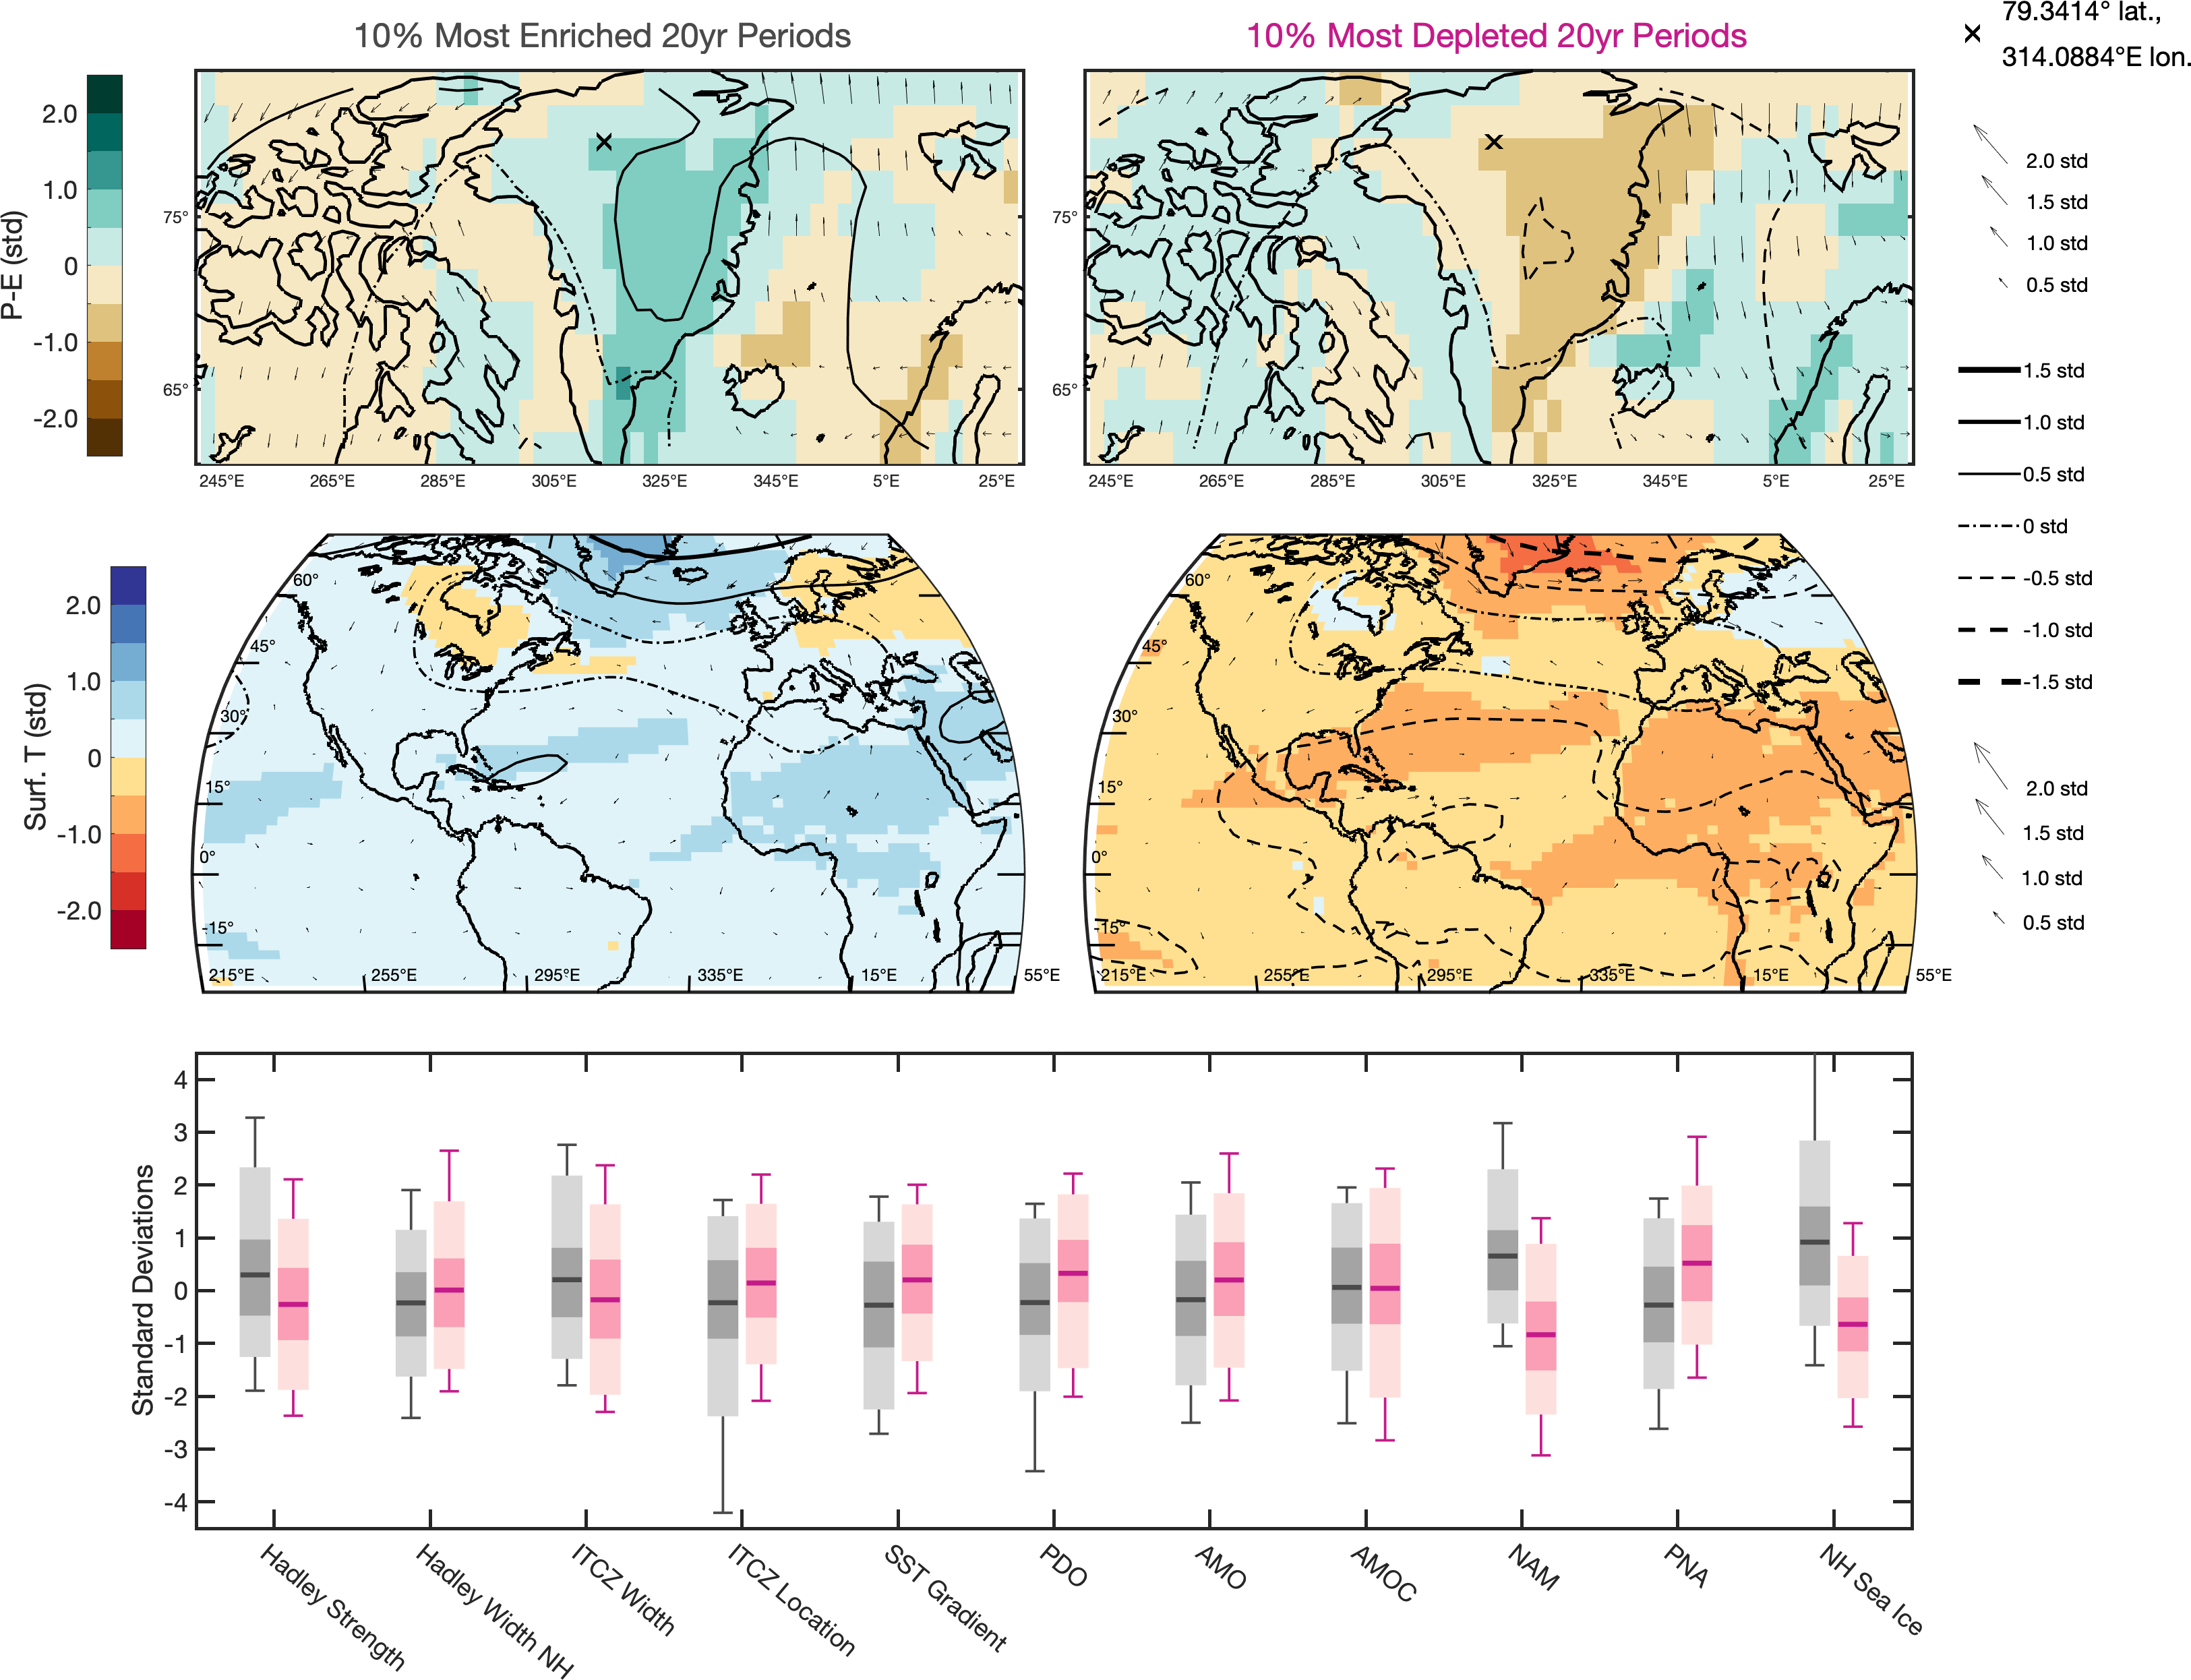 10% Most Enriched 20yr Periods
10% Most Depleted 20yr Periods
79.3414° lat.,
314.0884°E lon.
P-E (std)
2.0
1.0
0
-1.0
-2.0
75°
65°
245°E 265°E 285°E 305°E 325°E 345°E 5°E 25°E
75°
65°
245°E 265°E 285°E 305°E 325°E 345°E 5°E 25°E
2.0 std
1.5 std
1.0 std
0.5 std
1.5 std
1.0 std
0.5 std
0 std
-0.5 std
-1.0 std
-1.5 std
Surf. T (std)
2.0
1.0
0
-1.0
-2.0
60°
45°
30°
15°
0°
-15°
215°E 255°E 295°E 335°E 15°E 55°E
60°
45°
30°
15°
0°
-15°
215°E 255°E 295°E 335°E 15°E 55°E
2.0 std
1.5 std
1.0 std
0.5 std
Standard Deviations
4
3
2
1
0
-1
-2
-3
-4
Hadley Strength
Hadley Width NH
ITCZ Width
ITCZ Location
SST Gradient
PDO
AMO
AMOC
NAM
PNA
NH Sea Ice